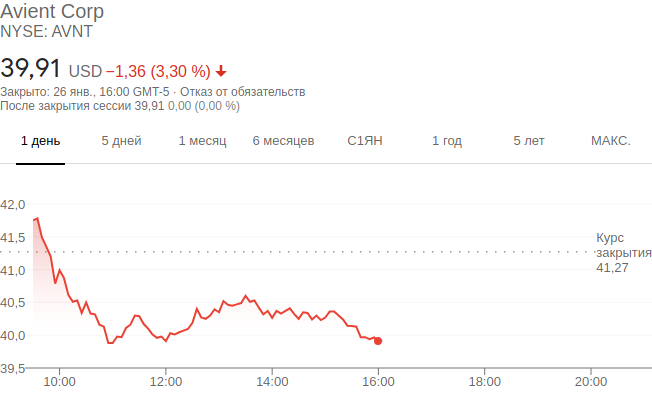 Avient Corp
NYSE: AVNT
39,91 USD −1,36 (3,30 %)
Закрыто: 26 янв., 16:00 GMT-5 · Отказ от обязательств
После закрытия сессии 39,91 0,00 (0,00 %)
1 день 5 дней 1 месяц 6 месяцев С1ЯН 1 год 5 лет МАКС.
42,0
41,5
41,0
40,5
40,0
39,5
Курс
закрытия
41,27
10:00 12:00 14:00 16:00 18:00 20:00